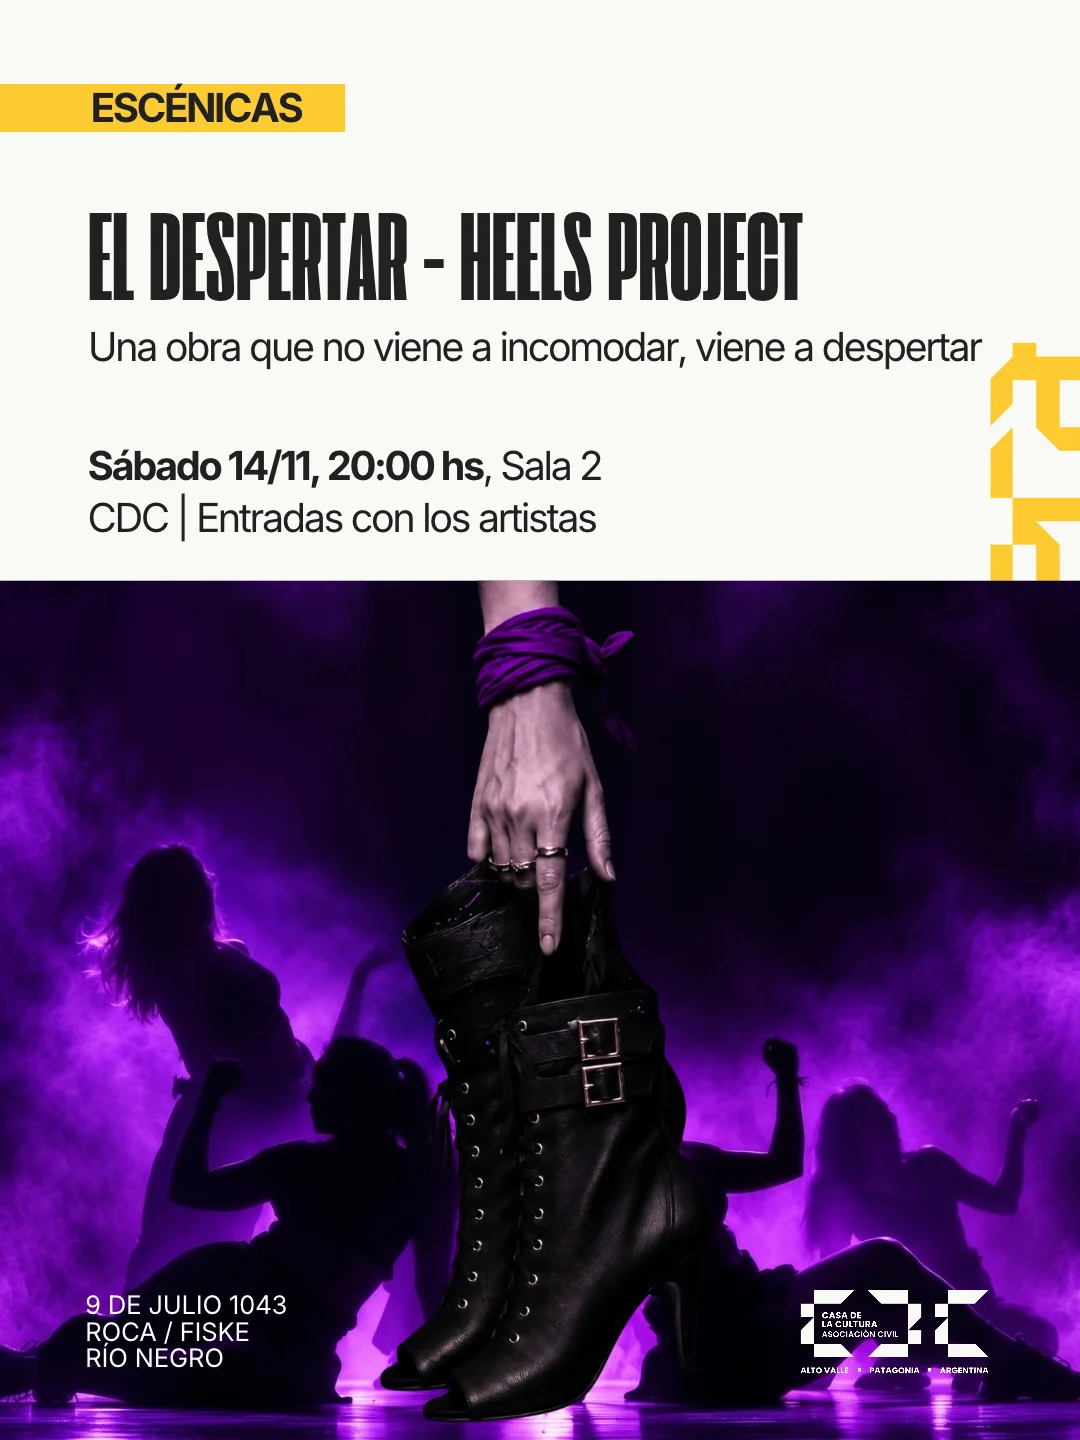 ESCÉNICAS
EL DESPERTAR - HEELS PROJECT
Una obra que no viene a incomodar, viene a despertar
Sábado 14/11, 20:00 hs, Sala 2
CDC | Entradas con los artistas
9 DE JULIO 1043
ROCA / FISKE
RÍO NEGRO
CASA DE
LA CULTURA
ASOCIACIÓN CIVIL
ALTO VALLE ▪ PATAGONIA ▪ ARGENTINA